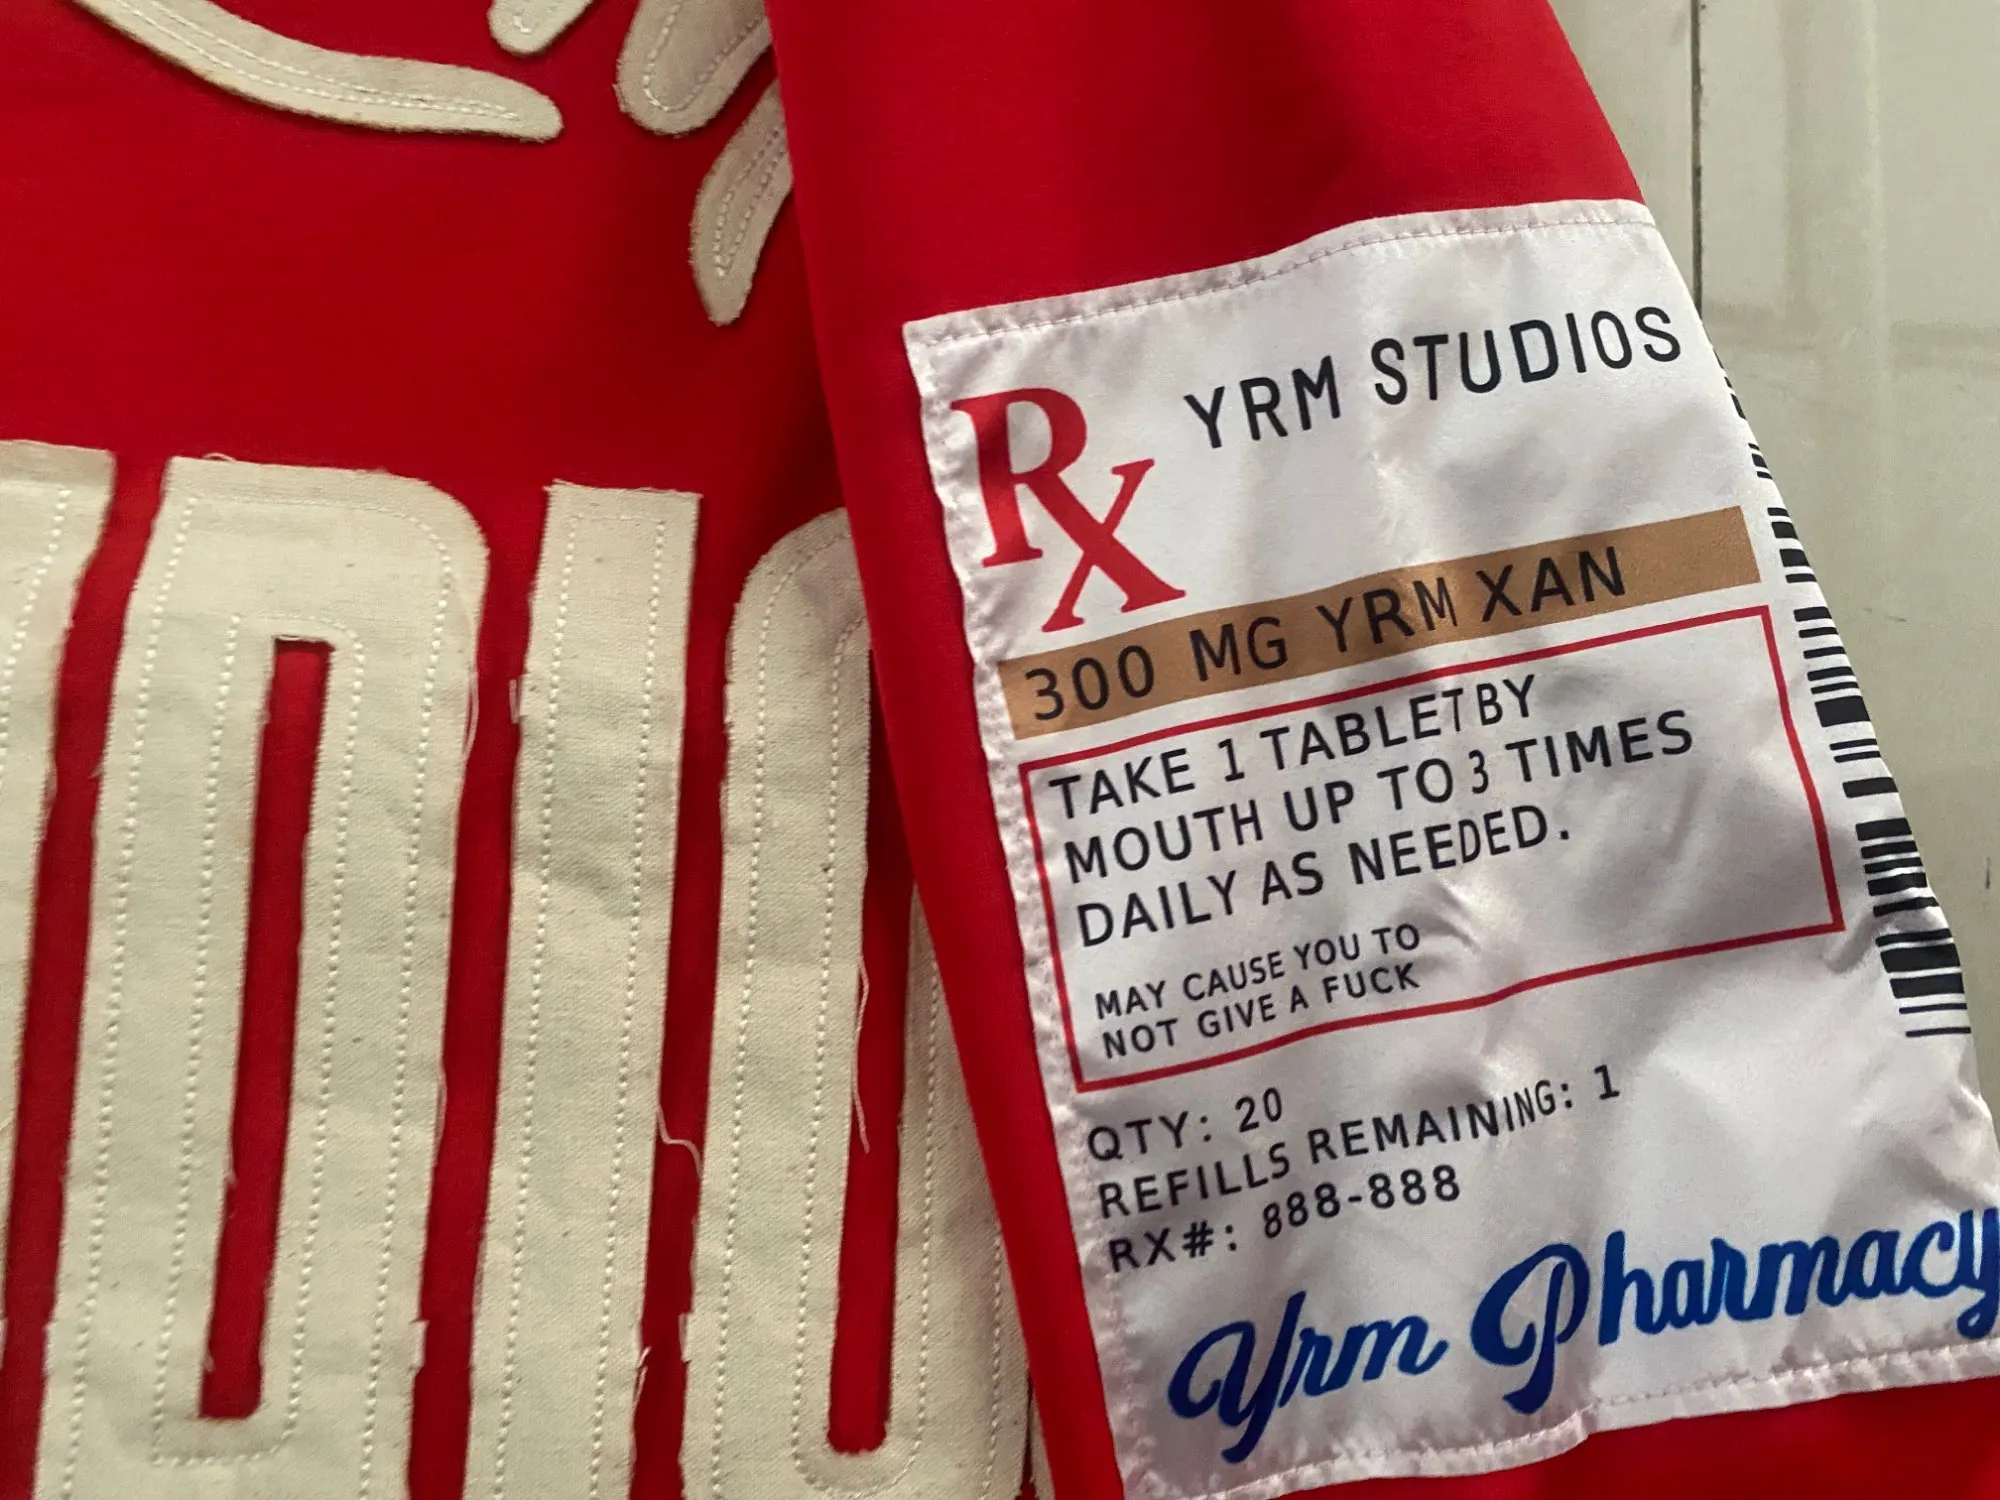 DIO
Rx YRM STUDIOS
300 MG YRM XAN
TAKE 1 TABLET BY
MOUTH UP TO 3 TIMES
DAILY AS NEEDED.
MAY CAUSE YOU TO
NOT GIVE A FUCK
QTY: 20
REFILLS REMAINING: 1
RX#: 888-888
Yrm Pharmacy